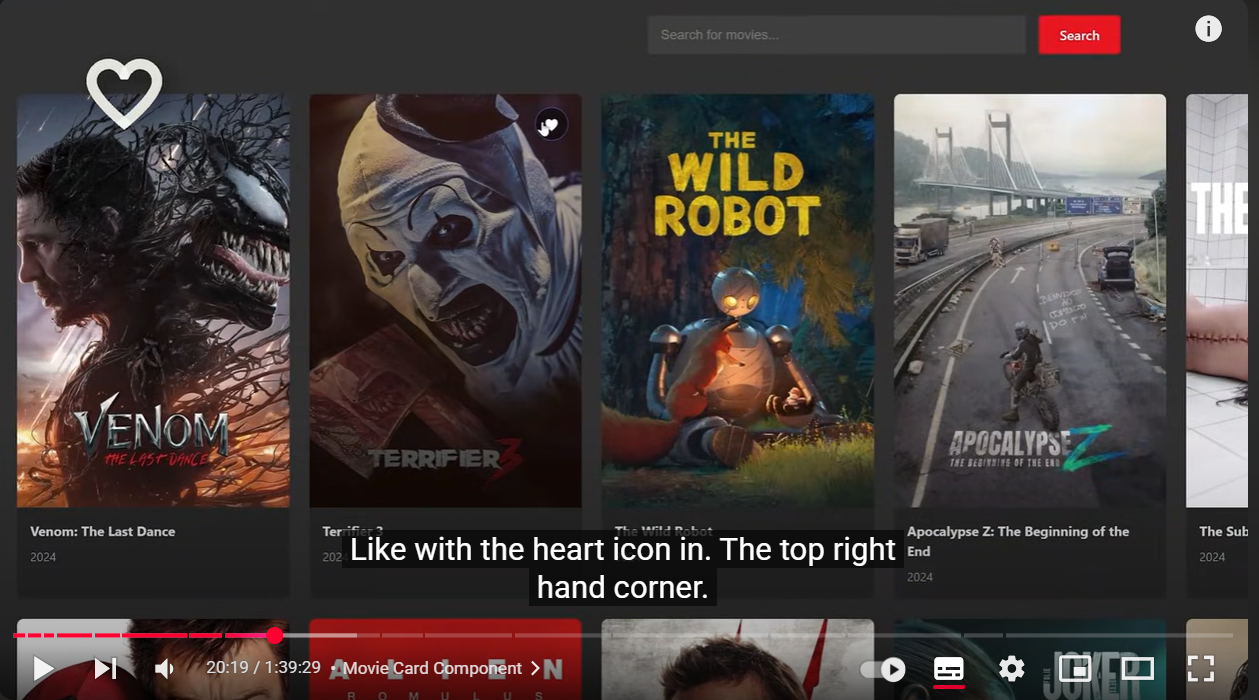 Search for movies...
Search
THE
WILD
ROBOT
THE
VENOM
THE LAST DANCE
TERRIFIER 3
APOCALYPSE Z
THE BEGINNING OF THE END
Venom: The Last Dance
2024
Terrifier 3
2024
The Wild Robot
Apocalypse Z: The Beginning of the
End
2024
The Sub
2024
Like with the heart icon in. The top right
hand corner.
20:19 / 1:39:29 • Movie Card Component
ALIEN
ROMULUS
JOKER